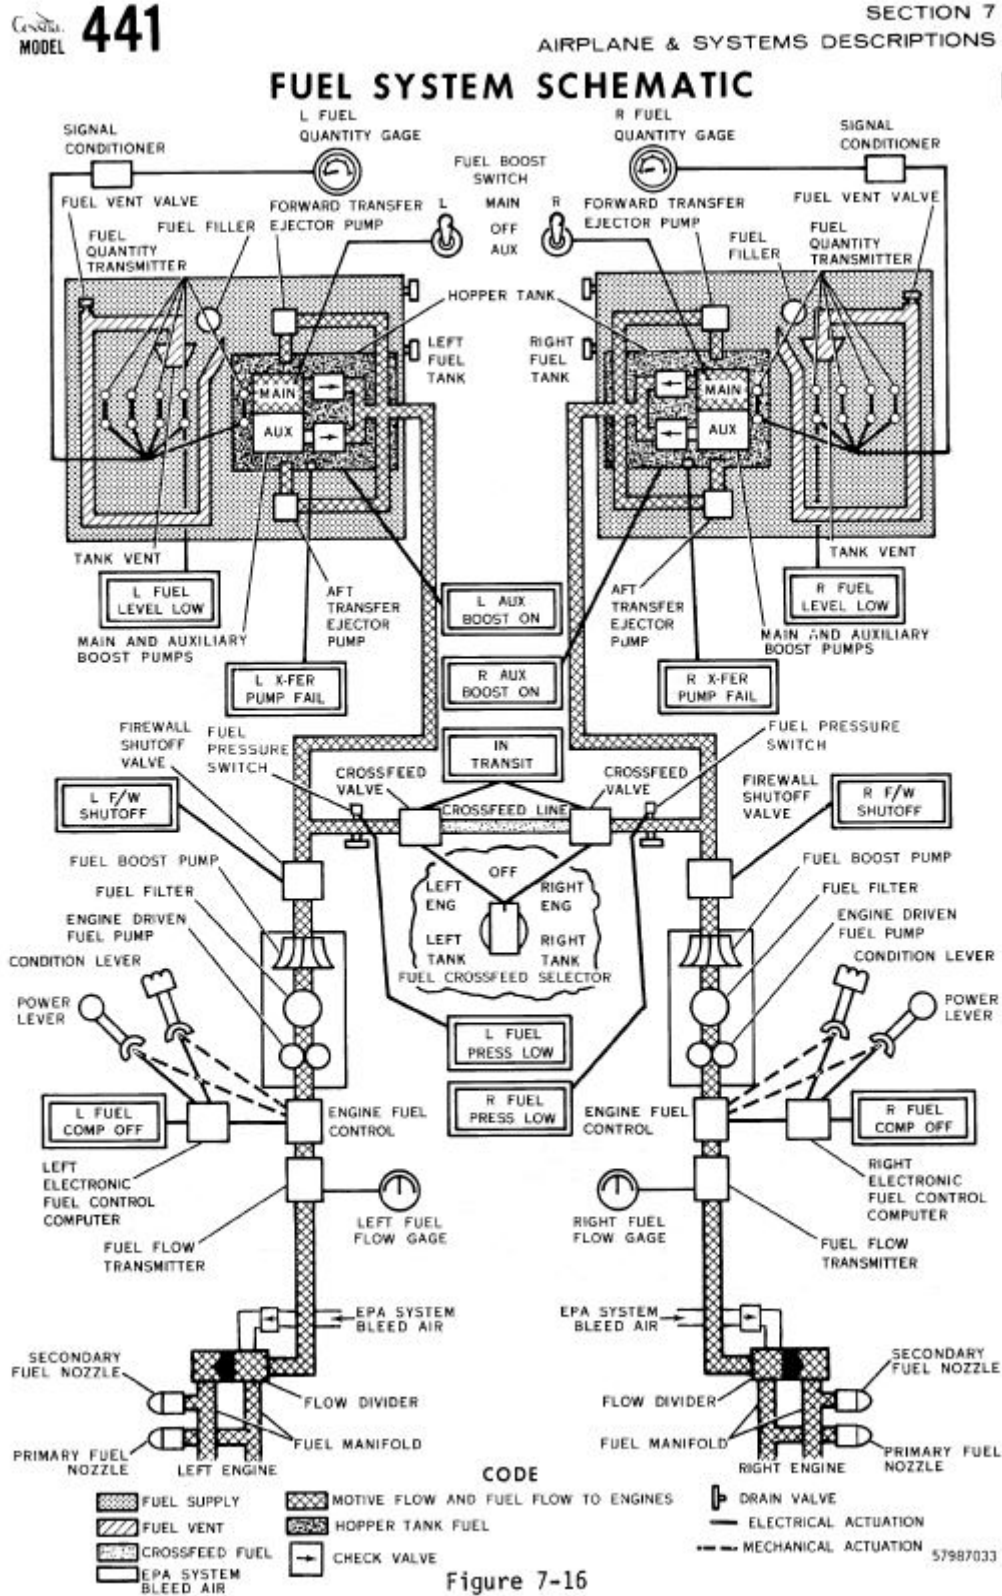 Cessna
MODEL 441
SECTION 7
AIRPLANE & SYSTEMS DESCRIPTIONS
FUEL SYSTEM SCHEMATIC
SIGNAL
CONDITIONER
L FUEL
QUANTITY GAGE
FUEL BOOST
SWITCH
R FUEL
QUANTITY GAGE
SIGNAL
CONDITIONER
FUEL VENT VALVE
FUEL
QUANTITY
TRANSMITTER
FUEL FILLER
FORWARD TRANSFER
EJECTOR PUMP
L
MAIN
OFF
AUX
R
FORWARD TRANSFER
EJECTOR PUMP
FUEL
FILLER
FUEL VENT VALVE
FUEL
QUANTITY
TRANSMITTER
HOPPER TANK
LEFT
FUEL
TANK
RIGHT
FUEL
TANK
MAIN
AUX
MAIN
AUX
TANK VENT
L FUEL
LEVEL LOW
MAIN AND AUXILIARY
BOOST PUMPS
AFT
TRANSFER
EJECTOR
PUMP
L AUX
BOOST ON
AFT
TRANSFER
EJECTOR
PUMP
TANK VENT
R FUEL
LEVEL LOW
MAIN AND AUXILIARY
BOOST PUMPS
L X-FER
PUMP FAIL
R AUX
BOOST ON
R X-FER
PUMP FAIL
FIREWALL
SHUTOFF
VALVE
FUEL
PRESSURE
SWITCH
IN
TRANSIT
FUEL PRESSURE
SWITCH
L F/W
SHUTOFF
CROSSFEED
VALVE
CROSSFEED LINE
CROSSFEED
VALVE
FIREWALL
SHUTOFF
VALVE
R F/W
SHUTOFF
FUEL BOOST PUMP
FUEL FILTER
ENGINE DRIVEN
FUEL PUMP
CONDITION LEVER
POWER
LEVER
OFF
LEFT
ENG
RIGHT
ENG
LEFT
TANK
RIGHT
TANK
FUEL CROSSFEED SELECTOR
FUEL BOOST PUMP
FUEL FILTER
ENGINE DRIVEN
FUEL PUMP
CONDITION LEVER
POWER
LEVER
L FUEL
PRESS LOW
R FUEL
PRESS LOW
L FUEL
COMP OFF
ENGINE FUEL
CONTROL
ENGINE FUEL
CONTROL
R FUEL
COMP OFF
LEFT
ELECTRONIC
FUEL CONTROL
COMPUTER
LEFT FUEL
FLOW GAGE
RIGHT FUEL
FLOW GAGE
RIGHT
ELECTRONIC
FUEL CONTROL
COMPUTER
FUEL FLOW
TRANSMITTER
FUEL FLOW
TRANSMITTER
EPA SYSTEM
BLEED AIR
EPA SYSTEM
BLEED AIR
SECONDARY
FUEL NOZZLE
FLOW DIVIDER
FLOW DIVIDER
SECONDARY
FUEL NOZZLE
FUEL MANIFOLD
FUEL MANIFOLD
PRIMARY FUEL
NOZZLE
LEFT ENGINE
RIGHT ENGINE
PRIMARY FUEL
NOZZLE
CODE
FUEL SUPPLY
MOTIVE FLOW AND FUEL FLOW TO ENGINES
DRAIN VALVE
FUEL VENT
HOPPER TANK FUEL
ELECTRICAL ACTUATION
CROSSFEED FUEL
CHECK VALVE
MECHANICAL ACTUATION
EPA SYSTEM
BLEED AIR
57987033
Figure 7-16